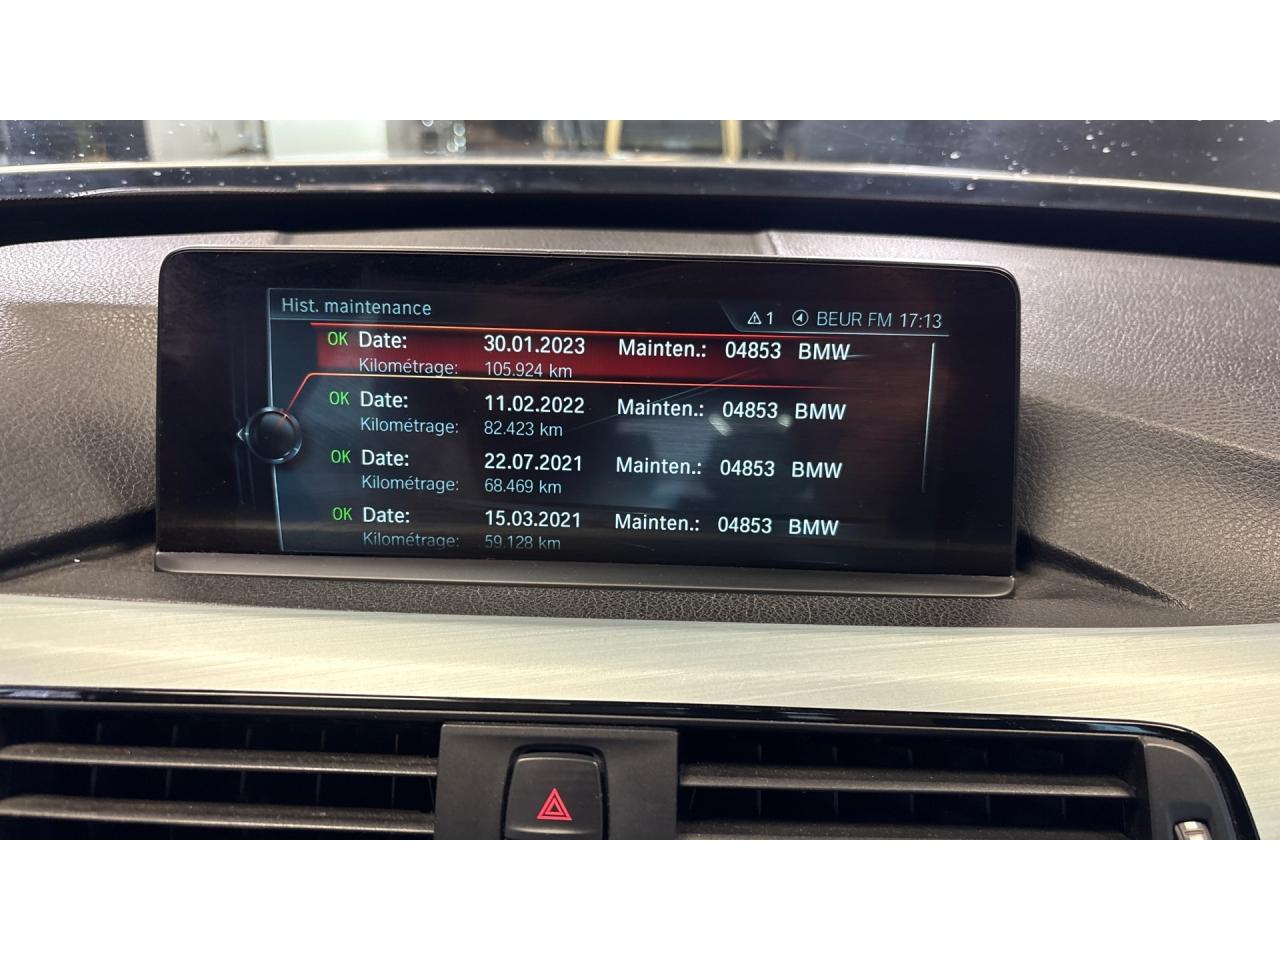 Hist. maintenance
1 BEUR FM 17:13
OK Date: 30.01.2023 Mainten.: 04853 BMW
Kilométrage: 105.924 km
OK Date: 11.02.2022 Mainten.: 04853 BMW
Kilométrage: 82.423 km
OK Date: 22.07.2021 Mainten.: 04853 BMW
Kilométrage: 68.469 km
OK Date: 15.03.2021 Mainten.: 04853 BMW
Kilométrage: 59.128 km